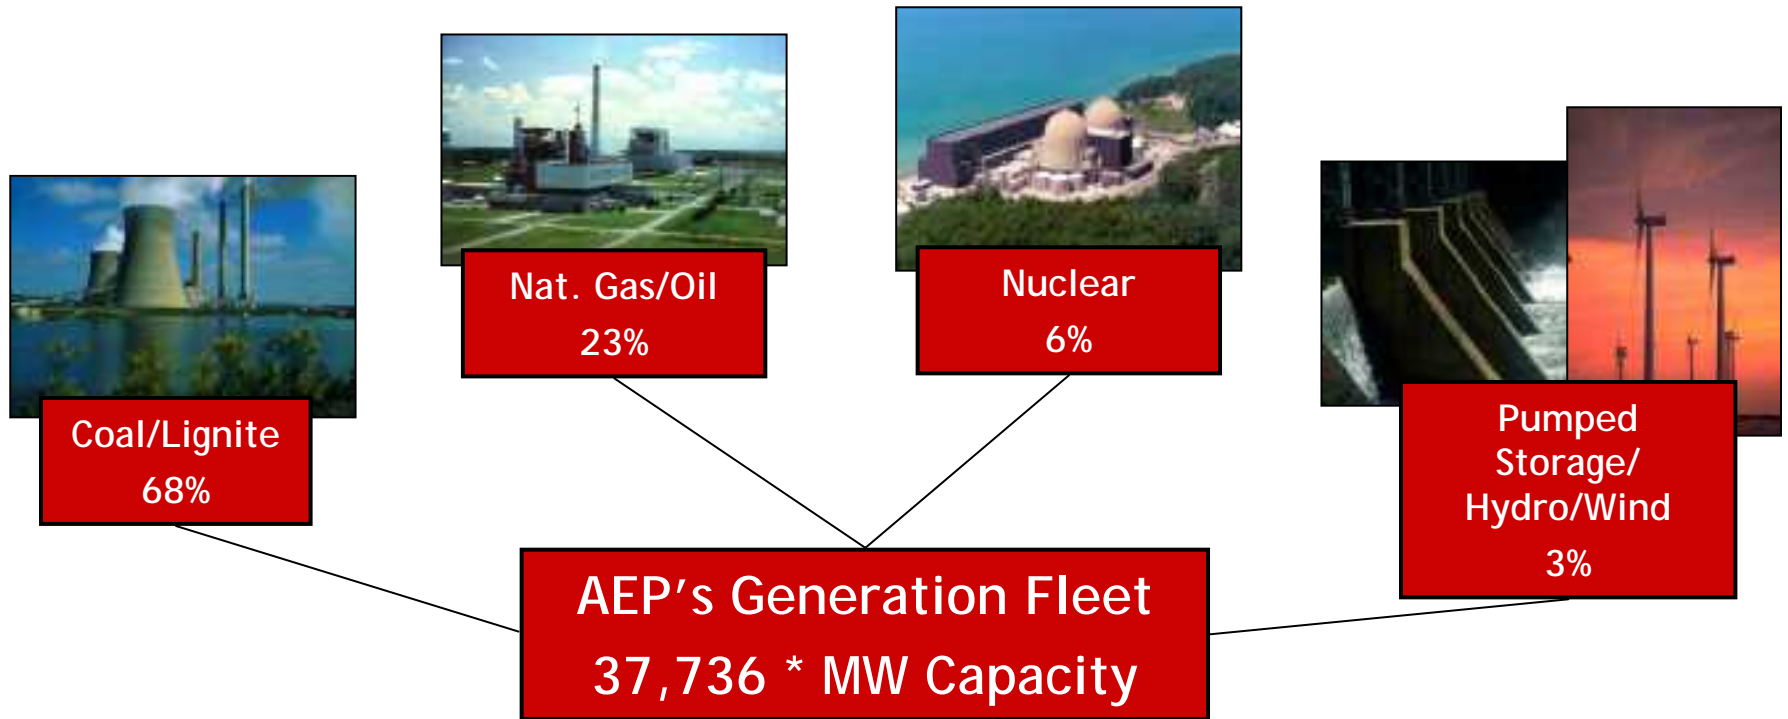 Nat. Gas/Oil
23%
Nuclear
6%
Coal/Lignite
68%
Pumped
Storage/
Hydro/Wind
3%
AEP's Generation Fleet
37,736 * MW Capacity